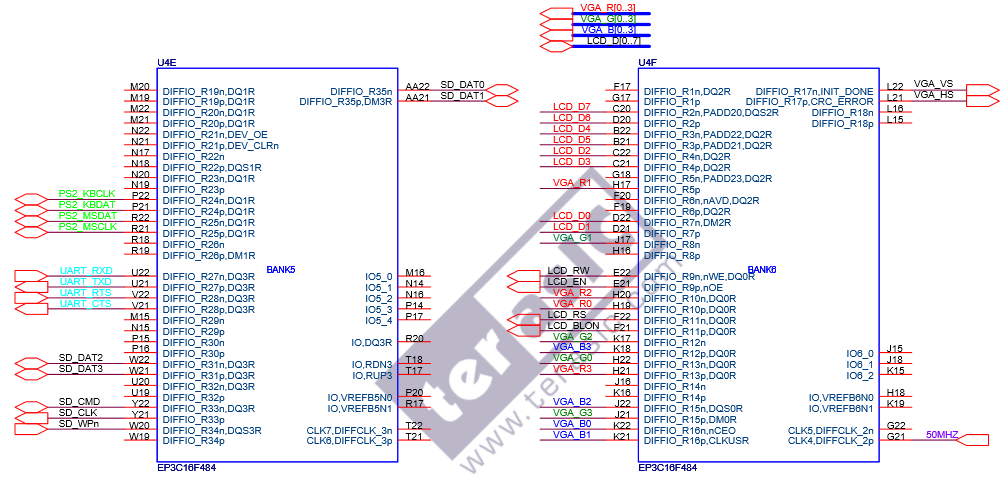 VGA_R[0..3]
VGA_G[0..3]
VGA_B[0..3]
LCD_D[0..7]
U4E
M20 DIFFIO_R19n,DQ1R AA22 SD_DAT0
DIFFIO_R35n
M19 DIFFIO_R19p,DQ1R AA21 SD_DAT1
DIFFIO_R35p,DM3R
M22 DIFFIO_R20n,DQ1R
M21 DIFFIO_R20p,DQ1R
N22 DIFFIO_R21n,DEV_OE
N21 DIFFIO_R21p,DEV_CLRn
N17 DIFFIO_R22n
N18 DIFFIO_R22p,DQS1R
N20 DIFFIO_R23n,DQ1R
N19 DIFFIO_R23p
PS2_KBCLK P22 DIFFIO_R24n,DQ1R
PS2_KBDAT P21 DIFFIO_R24p,DQ1R
PS2_MSDAT R22 DIFFIO_R25n,DQ1R
PS2_MSCLK R21 DIFFIO_R25p,DQ1R
R18 DIFFIO_R26n
R19 DIFFIO_R26p,DM1R
BANK5
UART_RXD U22 DIFFIO_R27n,DQ3R IO5_0 M16
UART_TXD U21 DIFFIO_R27p,DQ3R IO5_1 N14
UART_RTS V22 DIFFIO_R28n,DQ3R IO5_2 N16
UART_CTS V21 DIFFIO_R28p,DQ3R IO5_3 P14
M15 DIFFIO_R29n IO5_4 P17
N15 DIFFIO_R29p
P15 DIFFIO_R30n IO,DQ3R R20
P16 DIFFIO_R30p
SD_DAT2 W22 DIFFIO_R31n,DQ3R IO,RDN3 T18
SD_DAT3 W21 DIFFIO_R31p,DQ3R IO,RUP3 T17
U20 DIFFIO_R32n,DQ3R
U19 DIFFIO_R32p IO,VREFB5N0 P20
SD_CMD Y22 DIFFIO_R33n,DQ3R IO,VREFB5N1 R17
SD_CLK Y21 DIFFIO_R33p
SD_WPn W20 DIFFIO_R34n,DQS3R CLK7,DIFFCLK_3n T22
W19 DIFFIO_R34p CLK6,DIFFCLK_3p T21
EP3C16F484
U4F
F17 DIFFIO_R1n,DQ2R DIFFIO_R17n,INIT_DONE L22 VGA_VS
G17 DIFFIO_R1p DIFFIO_R17p,CRC_ERROR L21 VGA_HS
LCD_D7 C20 DIFFIO_R2n,PADD20,DQS2R DIFFIO_R18n L16
LCD_D6 D20 DIFFIO_R2p DIFFIO_R18p L15
LCD_D4 B22 DIFFIO_R3n,PADD22,DQ2R
LCD_D5 B21 DIFFIO_R3p,PADD21,DQ2R
LCD_D2 C22 DIFFIO_R4n,DQ2R
LCD_D3 C21 DIFFIO_R4p,DQ2R
G18 DIFFIO_R5n,PADD23,DQ2R
VGA_R1 H17 DIFFIO_R5p
F20 DIFFIO_R6n,nAVD,DQ2R
F19 DIFFIO_R6p,DQ2R
LCD_D0 D22 DIFFIO_R7n,DM2R
LCD_D1 D21 DIFFIO_R7p
VGA_G1 J17 DIFFIO_R8n
H16 DIFFIO_R8p
BANK6
LCD_RW E22 DIFFIO_R9n,nWE,DQ0R
LCD_EN E21 DIFFIO_R9p,nOE
VGA_R2 H20 DIFFIO_R10n,DQ0R
VGA_R0 H19 DIFFIO_R10p,DQ0R
LCD_RS F22 DIFFIO_R11n,DQ0R
LCD_BLON F21 DIFFIO_R11p,DQ0R
VGA_G2 K17 DIFFIO_R12n
VGA_B3 K18 DIFFIO_R12p,DQ0R IO6_0 J15
VGA_G0 H22 DIFFIO_R13n,DQ0R IO6_1 J18
VGA_R3 H21 DIFFIO_R13p,DQ0R IO6_2 K15
J16 DIFFIO_R14n
K16 DIFFIO_R14p IO,VREFB6N0 H18
VGA_B2 J22 DIFFIO_R15n,DQS0R IO,VREFB6N1 K19
VGA_G3 J21 DIFFIO_R15p,DM0R
VGA_B0 K22 DIFFIO_R16n,nCEO CLK5,DIFFCLK_2n G22
VGA_B1 K21 DIFFIO_R16p,CLKUSR CLK4,DIFFCLK_2p G21 50MHZ
EP3C16F484
terasic
www.terasic.com